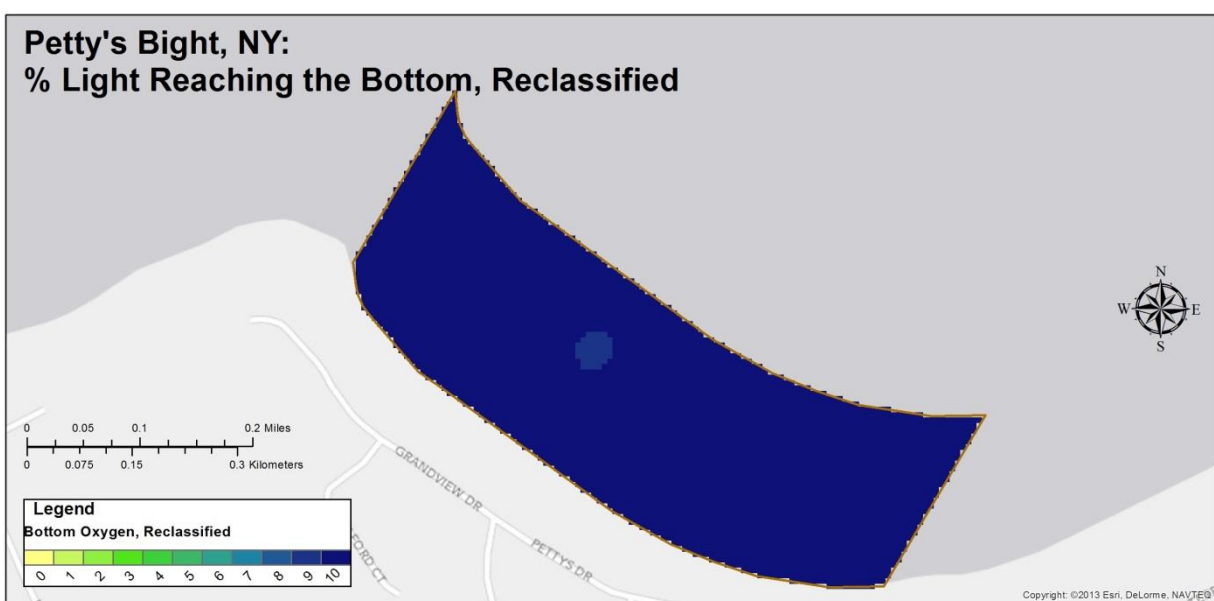 Petty's Bight, NY:
% Light Reaching the Bottom, Reclassified
N
W E
S
0 0.05 0.1 0.2 Miles
0 0.075 0.15 0.3 Kilometers
GRANDVIEW DR
PETTYS DR
FORD CT
Legend
Bottom Oxygen, Reclassified
0 1 2 3 4 5 6 7 8 9 10
Copyright: ©2013 Esri, DeLorme, NAVTEQ